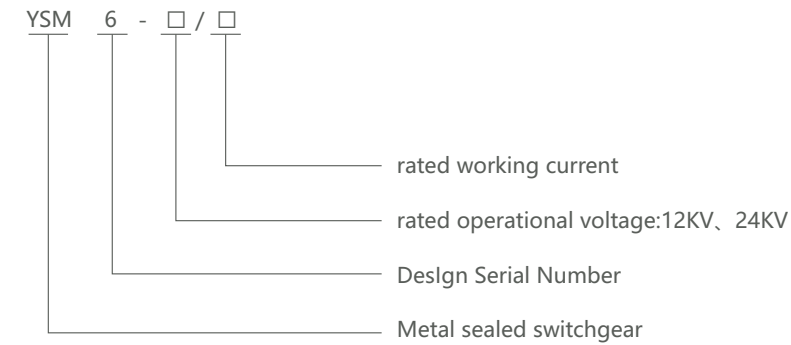 YSM 6 - □ / □
rated working current
rated operational voltage:12KV、24KV
DesIgn Serial Number
Metal sealed switchgear